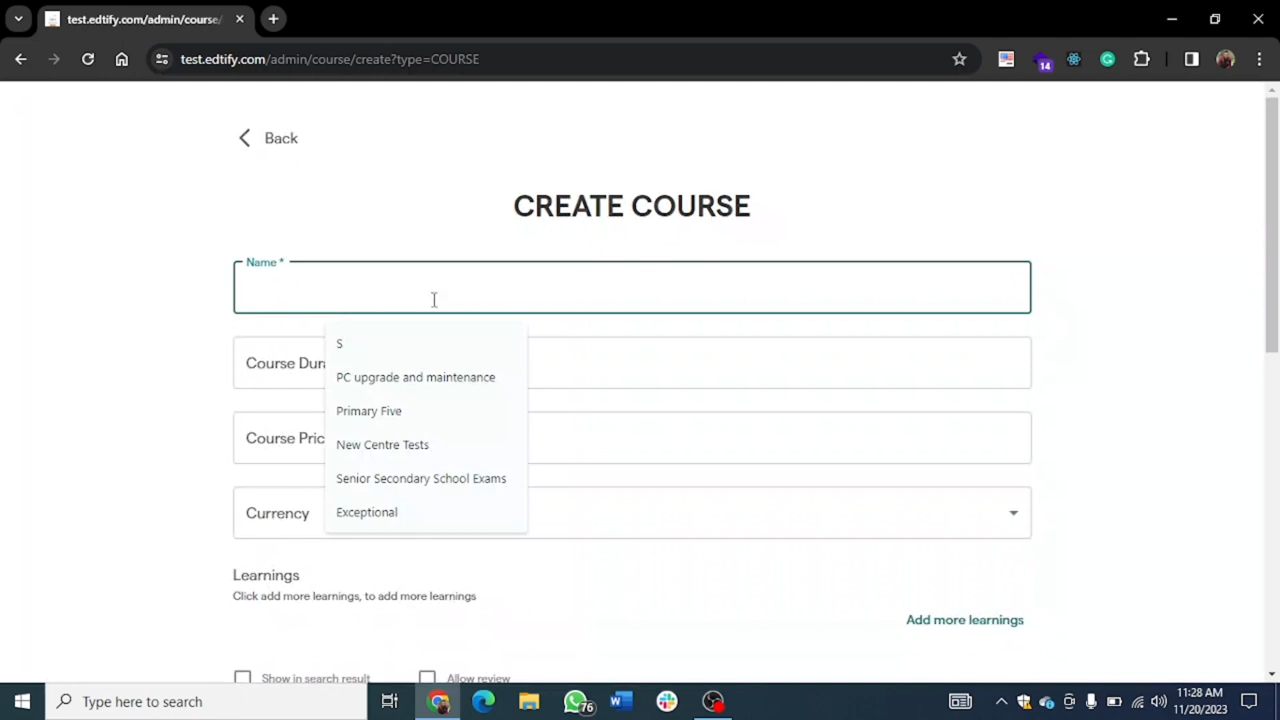 test.edtify.com/admin/course/
test.edtify.com/admin/course/create?type=COURSE
14
Back
CREATE COURSE
Name *
S
Course Dura
PC upgrade and maintenance
Primary Five
Course Pric
New Centre Tests
Senior Secondary School Exams
Currency
Exceptional
Learnings
Click add more learnings, to add more learnings
Add more learnings
Show in search result
Allow review
Type here to search
76
11:28 AM
11/20/2023